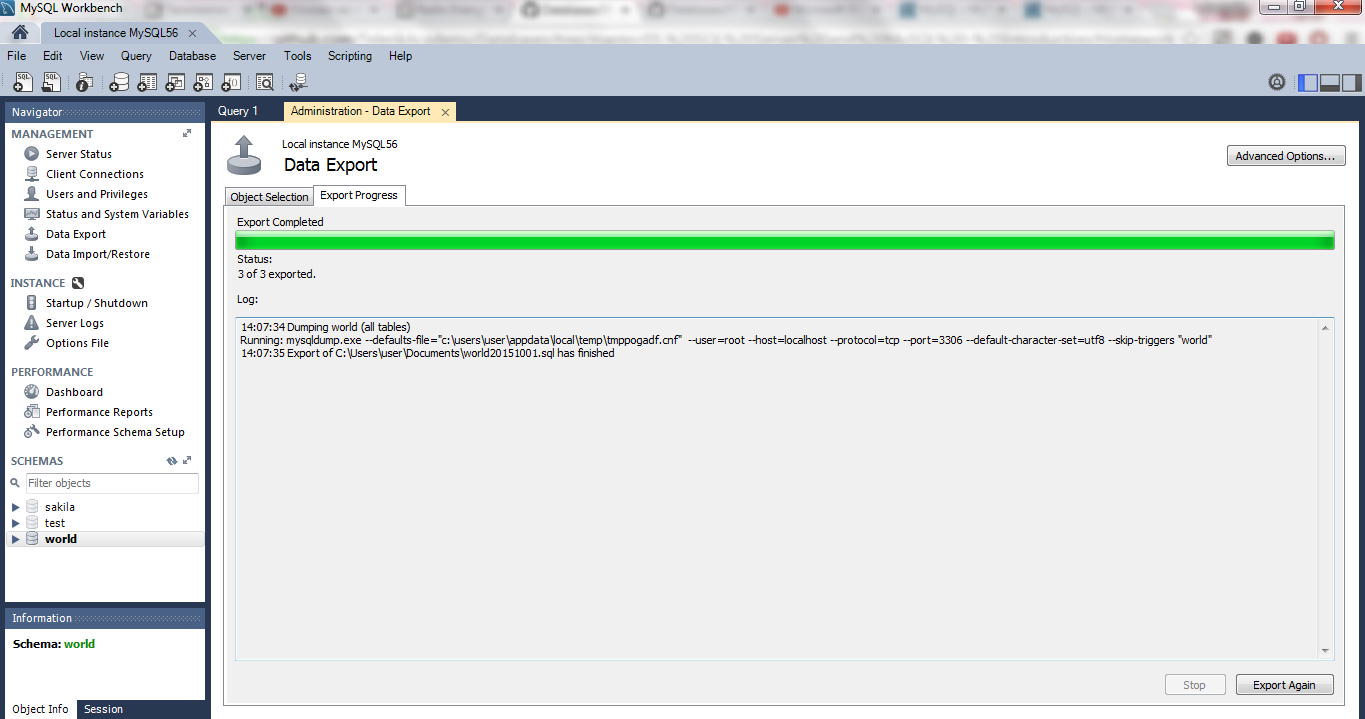 MySQL Workbench
Local instance MySQL56
File Edit View Query Database Server Tools Scripting Help
Navigator
MANAGEMENT
Server Status
Client Connections
Users and Privileges
Status and System Variables
Data Export
Data Import/Restore
INSTANCE
Startup / Shutdown
Server Logs
Options File
PERFORMANCE
Dashboard
Performance Reports
Performance Schema Setup
SCHEMAS
Filter objects
sakila
test
world
Information
Schema: world
Object Info Session
Query 1 Administration - Data Export
Local instance MySQL56
Data Export
Advanced Options...
Object Selection Export Progress
Export Completed
Status:
3 of 3 exported.
Log:
14:07:34 Dumping world (all tables)
Running: mysqldump.exe --defaults-file="c:\users\user\appdata\local\temp\tmppogadf.cnf" --user=root --host=localhost --protocol=tcp --port=3306 --default-character-set=utf8 --skip-triggers "world"
14:07:35 Export of C:\Users\user\Documents\world20151001.sql has finished
Stop Export Again